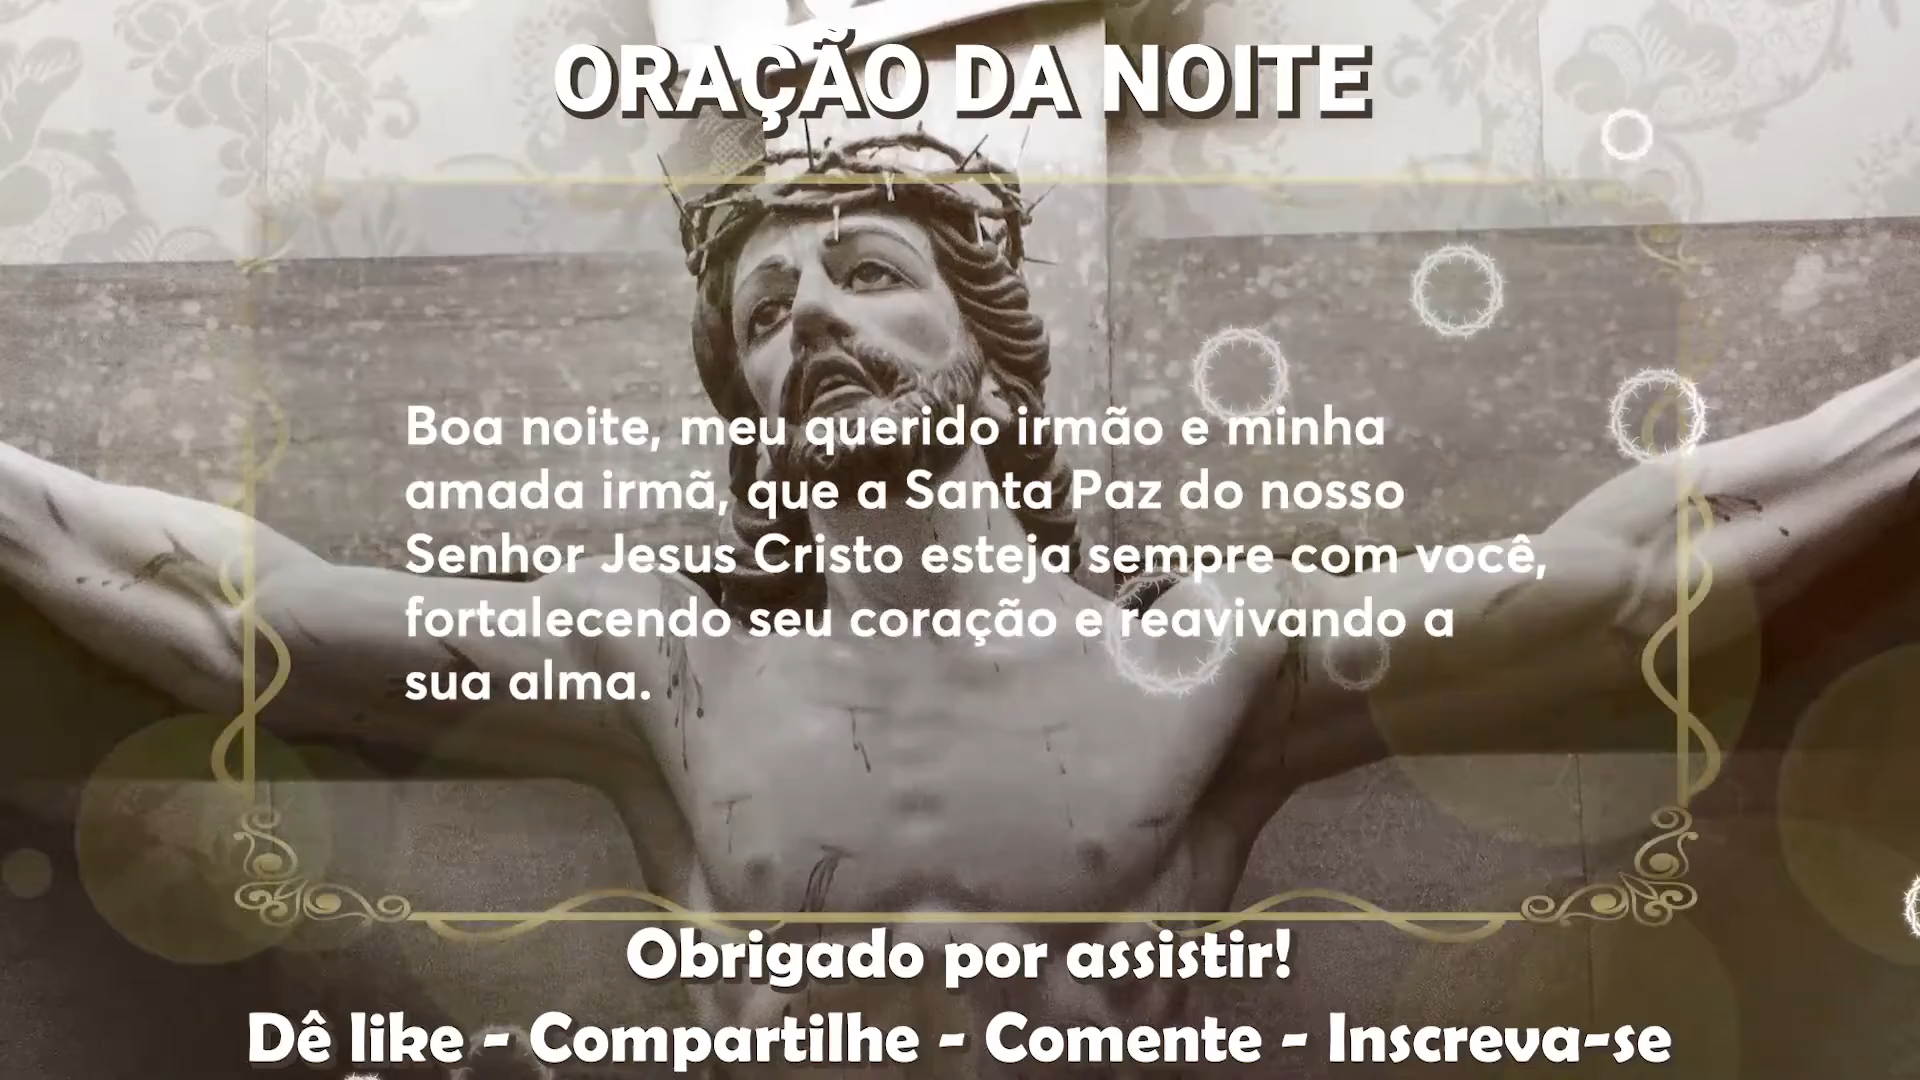 ORAÇÃO DA NOITE
Boa noite, meu querido irmão e minha
amada irmã, que a Santa Paz do nosso
Senhor Jesus Cristo esteja sempre com você,
fortalecendo seu coração e reavivando a
sua alma.
Obrigado por assistir!
Dê like - Compartilhe - Comente - Inscreva-se